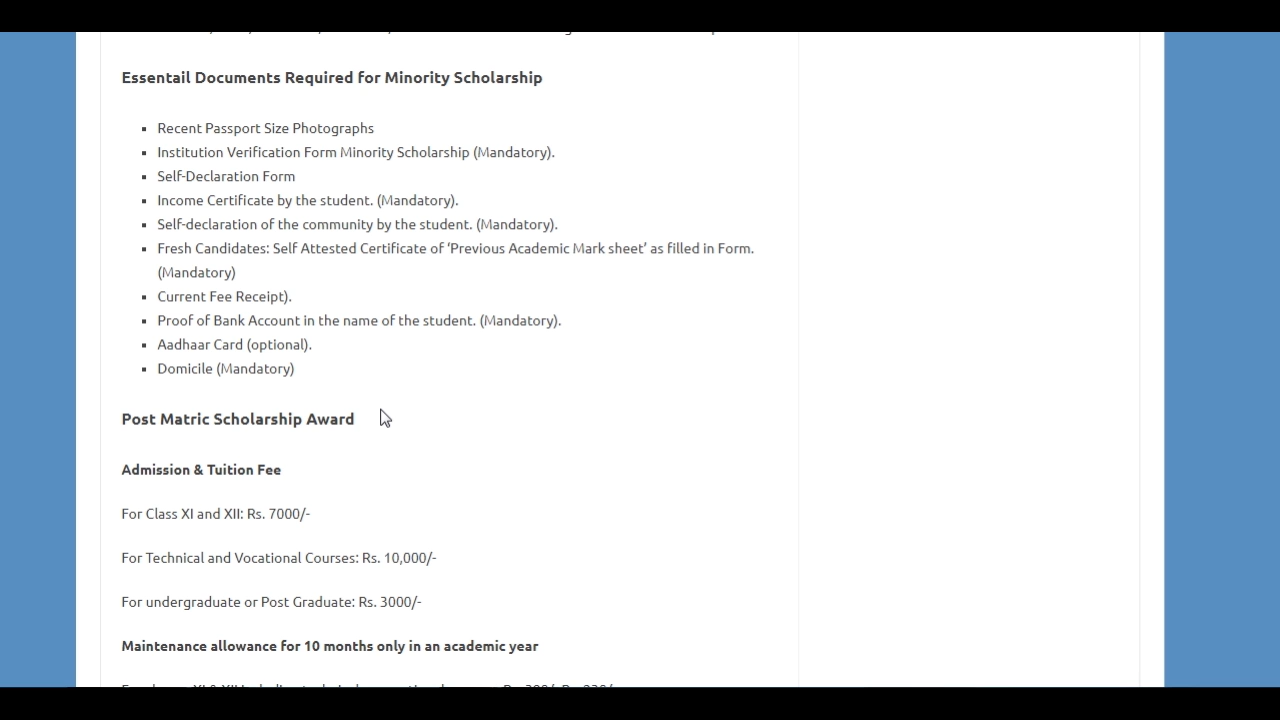 Essentail Documents Required for Minority Scholarship
Recent Passport Size Photographs
Institution Verification Form Minority Scholarship (Mandatory).
Self-Declaration Form
Income Certificate by the student. (Mandatory).
Self-declaration of the community by the student. (Mandatory).
Fresh Candidates: Self Attested Certificate of ‘Previous Academic Mark sheet’ as filled in Form.
(Mandatory)
Current Fee Receipt).
Proof of Bank Account in the name of the student. (Mandatory).
Aadhaar Card (optional).
Domicile (Mandatory)
Post Matric Scholarship Award
Admission & Tuition Fee
For Class XI and XII: Rs. 7000/-
For Technical and Vocational Courses: Rs. 10,000/-
For undergraduate or Post Graduate: Rs. 3000/-
Maintenance allowance for 10 months only in an academic year